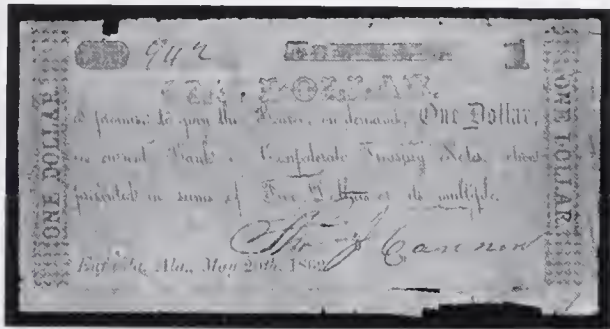 942 1
I promise to pay the Bearer, on demand, One Dollar,
in current Bank or Confederate Treasury Notes, when
presented in sums of Five Dollars or its multiple.
Cannon
Ala., May 20th, 1862
ONE DOLLAR
ONE DOLLAR